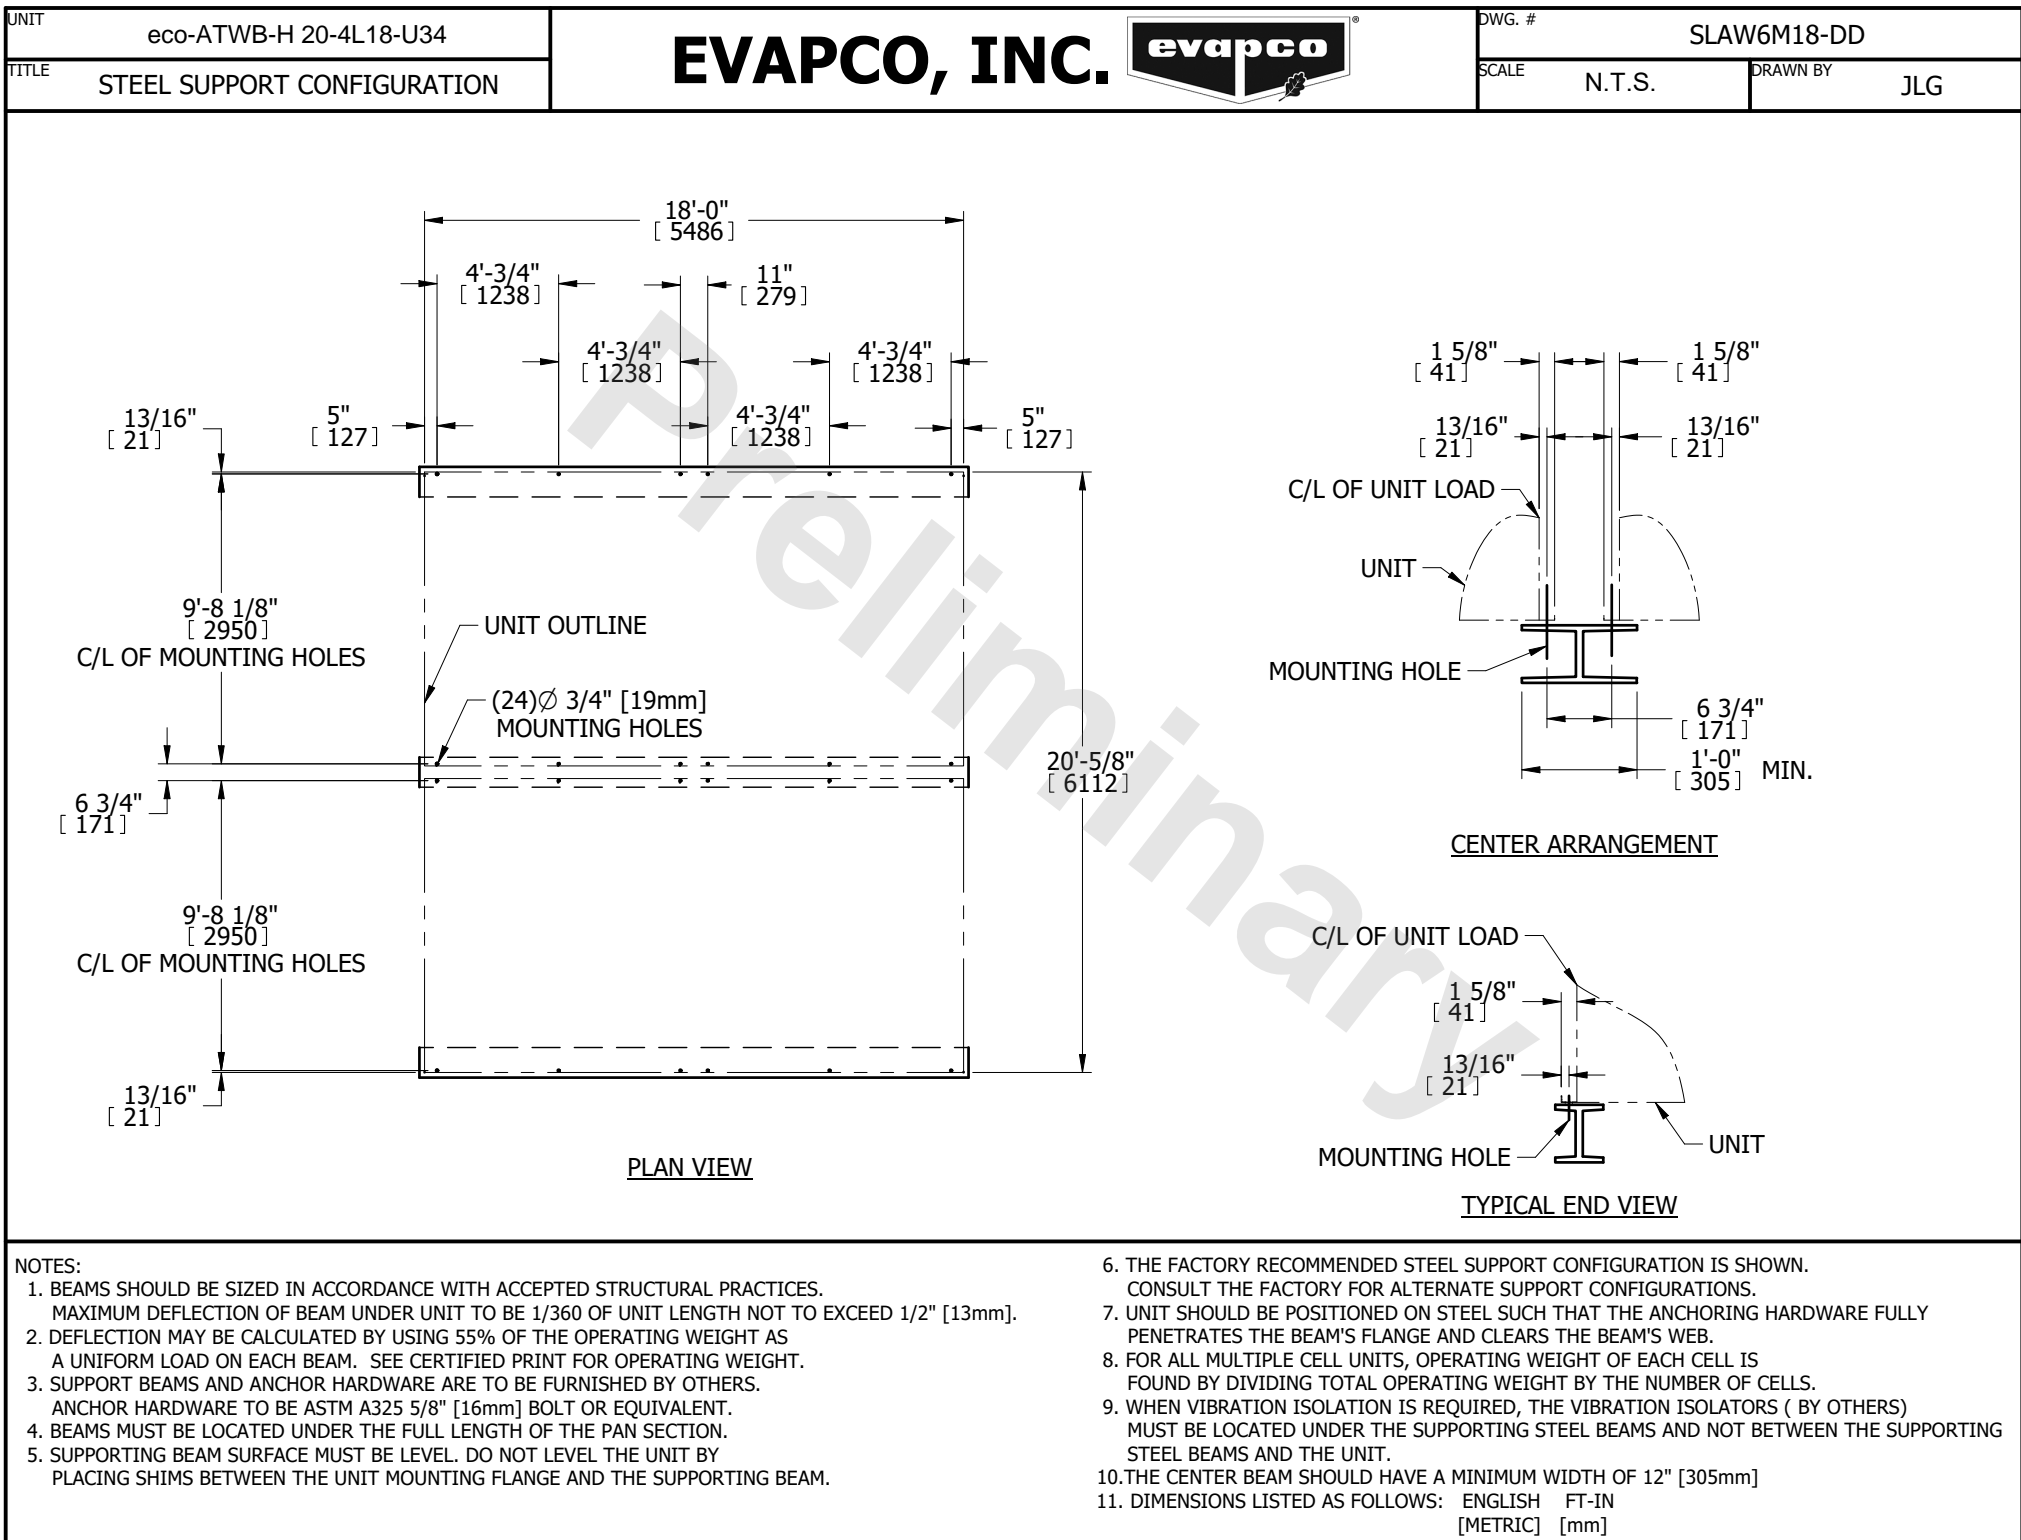 UNIT
eco-ATWB-H 20-4L18-U34
TITLE
STEEL SUPPORT CONFIGURATION
EVAPCO, INC.
evapco
®
DWG. #
SLAW6M18-DD
SCALE
N.T.S.
DRAWN BY
JLG
18'-0"
[ 5486 ]
4'-3/4"
[ 1238 ]
11"
[ 279 ]
4'-3/4"
[ 1238 ]
4'-3/4"
[ 1238 ]
13/16"
[ 21 ]
5"
[ 127 ]
4'-3/4"
[ 1238 ]
5"
[ 127 ]
9'-8 1/8"
[ 2950 ]
C/L OF MOUNTING HOLES
UNIT OUTLINE
(24)Ø 3/4" [19mm]
MOUNTING HOLES
6 3/4"
[ 171 ]
20'-5/8"
[ 6112 ]
9'-8 1/8"
[ 2950 ]
C/L OF MOUNTING HOLES
13/16"
[ 21 ]
PLAN VIEW
Preliminary
1 5/8"
[ 41 ]
1 5/8"
[ 41 ]
13/16"
[ 21 ]
13/16"
[ 21 ]
C/L OF UNIT LOAD
UNIT
MOUNTING HOLE
6 3/4"
[ 171 ]
1'-0"
[ 305 ] MIN.
CENTER ARRANGEMENT
C/L OF UNIT LOAD
1 5/8"
[ 41 ]
13/16"
[ 21 ]
MOUNTING HOLE
UNIT
TYPICAL END VIEW
NOTES:
1. BEAMS SHOULD BE SIZED IN ACCORDANCE WITH ACCEPTED STRUCTURAL PRACTICES.
MAXIMUM DEFLECTION OF BEAM UNDER UNIT TO BE 1/360 OF UNIT LENGTH NOT TO EXCEED 1/2" [13mm].
2. DEFLECTION MAY BE CALCULATED BY USING 55% OF THE OPERATING WEIGHT AS
A UNIFORM LOAD ON EACH BEAM. SEE CERTIFIED PRINT FOR OPERATING WEIGHT.
3. SUPPORT BEAMS AND ANCHOR HARDWARE ARE TO BE FURNISHED BY OTHERS.
ANCHOR HARDWARE TO BE ASTM A325 5/8" [16mm] BOLT OR EQUIVALENT.
4. BEAMS MUST BE LOCATED UNDER THE FULL LENGTH OF THE PAN SECTION.
5. SUPPORTING BEAM SURFACE MUST BE LEVEL. DO NOT LEVEL THE UNIT BY
PLACING SHIMS BETWEEN THE UNIT MOUNTING FLANGE AND THE SUPPORTING BEAM.
6. THE FACTORY RECOMMENDED STEEL SUPPORT CONFIGURATION IS SHOWN.
CONSULT THE FACTORY FOR ALTERNATE SUPPORT CONFIGURATIONS.
7. UNIT SHOULD BE POSITIONED ON STEEL SUCH THAT THE ANCHORING HARDWARE FULLY
PENETRATES THE BEAM'S FLANGE AND CLEARS THE BEAM'S WEB.
8. FOR ALL MULTIPLE CELL UNITS, OPERATING WEIGHT OF EACH CELL IS
FOUND BY DIVIDING TOTAL OPERATING WEIGHT BY THE NUMBER OF CELLS.
9. WHEN VIBRATION ISOLATION IS REQUIRED, THE VIBRATION ISOLATORS ( BY OTHERS)
MUST BE LOCATED UNDER THE SUPPORTING STEEL BEAMS AND NOT BETWEEN THE SUPPORTING
STEEL BEAMS AND THE UNIT.
10.THE CENTER BEAM SHOULD HAVE A MINIMUM WIDTH OF 12" [305mm]
11. DIMENSIONS LISTED AS FOLLOWS: ENGLISH FT-IN
[METRIC] [mm]